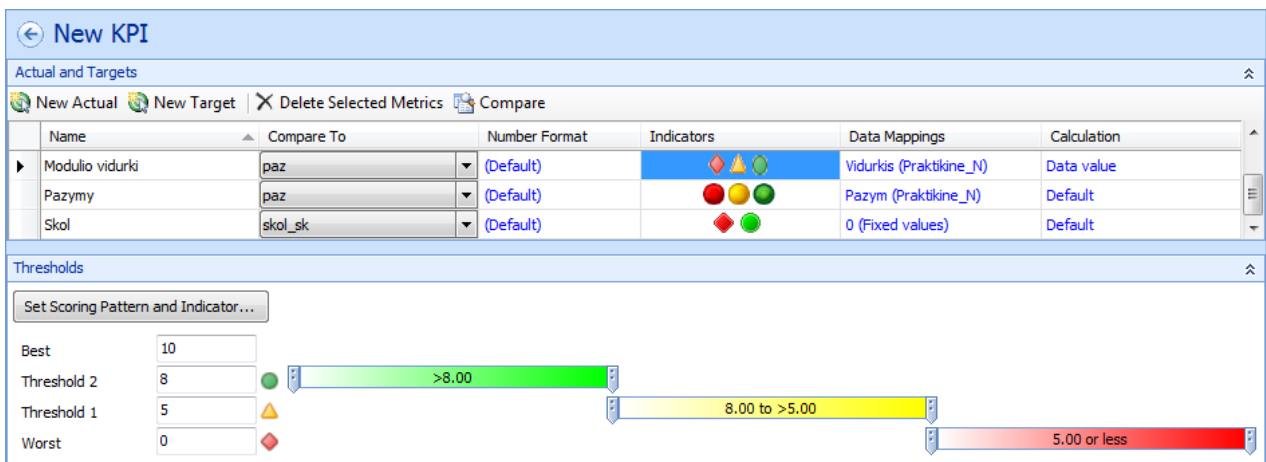 New KPI
Actual and Targets
New Actual New Target Delete Selected Metrics Compare
Name Compare To Number Format Indicators Data Mappings Calculation
Modulio vidurki paz (Default) Vidurkis (Praktikine_N) Data value
Pazymy paz (Default) Pazym (Praktikine_N) Default
Skol skol_sk (Default) 0 (Fixed values) Default
Thresholds
Set Scoring Pattern and Indicator...
Best 10
Threshold 2 8 >8.00
Threshold 1 5 8.00 to >5.00
Worst 0 5.00 or less